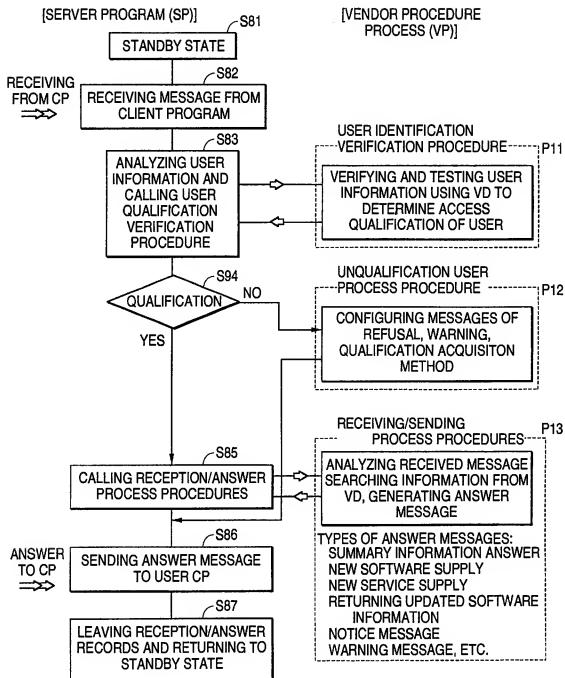 [SERVER PROGRAM (SP)]
[VENDOR PROCEDURE
PROCESS (VP)]
S81
STANDBY STATE
RECEIVING
FROM CP
S82
RECEIVING MESSAGE FROM
CLIENT PROGRAM
S83
ANALYZING USER
INFORMATION AND
CALLING USER
QUALIFICATION
VERIFICATION
PROCEDURE
USER IDENTIFICATION
VERIFICATION PROCEDURE
P11
VERIFYING AND TESTING USER
INFORMATION USING VD TO
DETERMINE ACCESS
QUALIFICATION OF USER
S94
QUALIFICATION
NO
YES
UNQUALIFICATION USER
PROCESS PROCEDURE
P12
CONFIGURING MESSAGES OF
REFUSAL, WARNING,
QUALIFICATION ACQUISITON
METHOD
S85
CALLING RECEPTION/ANSWER
PROCESS PROCEDURES
RECEIVING/SENDING
PROCESS PROCEDURES
P13
ANALYZING RECEIVED MESSAGE
SEARCHING INFORMATION FROM
VD, GENERATING ANSWER
MESSAGE
TYPES OF ANSWER MESSAGES:
SUMMARY INFORMATION ANSWER
NEW SOFTWARE SUPPLY
NEW SERVICE SUPPLY
RETURNING UPDATED SOFTWARE
INFORMATION
NOTICE MESSAGE
WARNING MESSAGE, ETC.
ANSWER
TO CP
S86
SENDING ANSWER MESSAGE
TO USER CP
S87
LEAVING RECEPTION/ANSWER
RECORDS AND RETURNING TO
STANDBY STATE